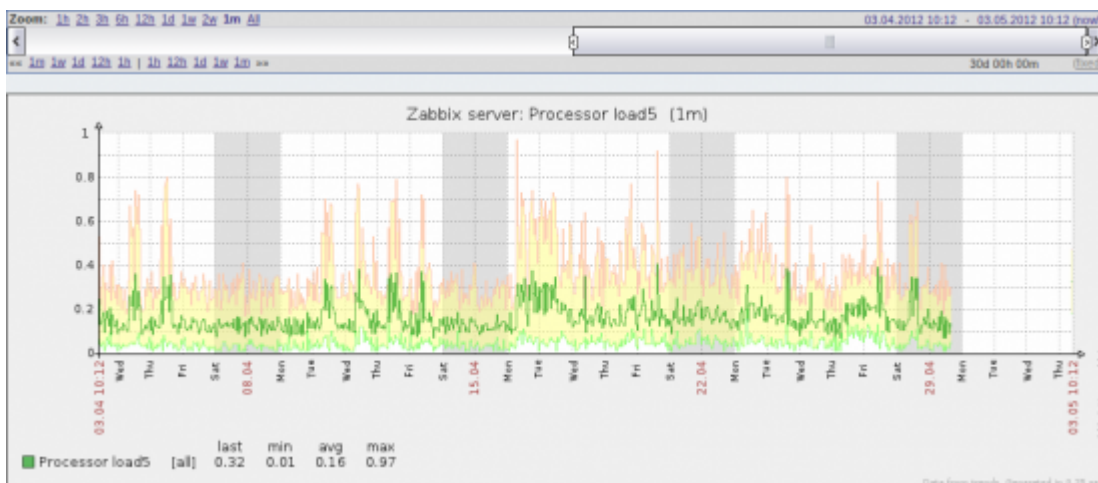 Zoom: 1h 2h 3h 6h 12h 1d 1w 2w 1m All
03.04.2012 10:12 - 03.05.2012 10:12 (now!
«« 1m 1w 1d 12h 1h | 1h 12h 1d 1w 1m »»
30d 00h 00m
Zabbix server: Processor load5 (1m)
1
0.8
0.6
0.4
0.2
0
03.04 10:12 Wed Thu Fri Sat 08.04 Mon Tue Wed Thu Fri Sat 15.04 Mon Tue Wed Thu Fri Sat 22.04 Mon Tue Wed Thu Fri Sat 29.04 Mon Tue Wed Thu 03.05 10:12
last min avg max
Processor load5 [all] 0.32 0.01 0.16 0.97